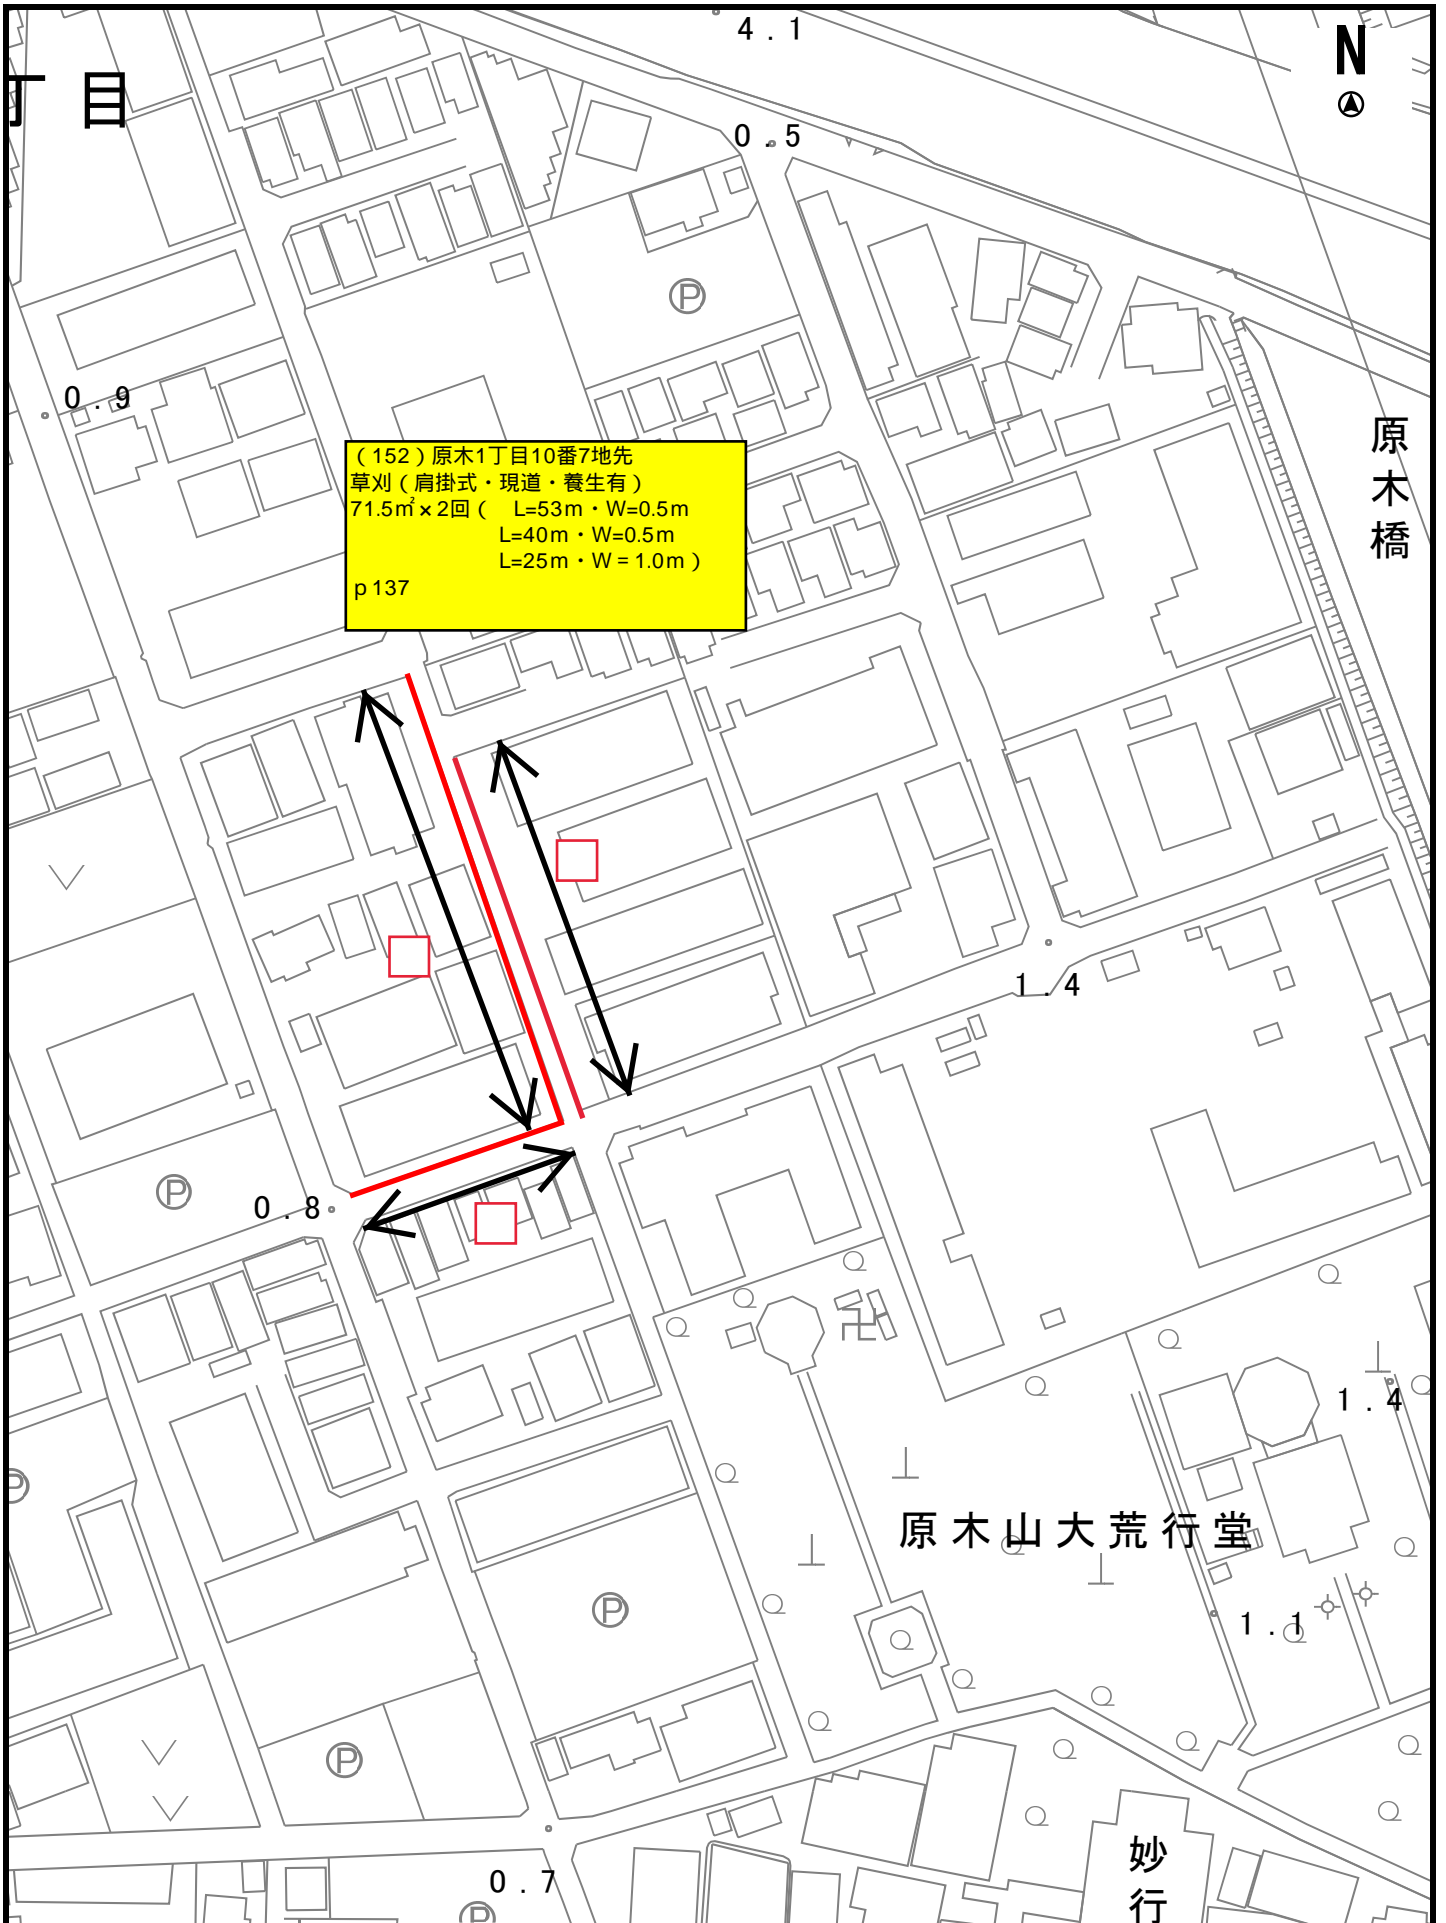 4.1
N
丁目
0.5
0.9
原木橋
(152)原木1丁目10番7地先
草刈(肩掛式・現道・養生有)
71.5㎡×2回( L=53m・W=0.5m
L=40m・W=0.5m
L=25m・W=1.0m)
p137
P
1.4
P
0.8
卍
1.4
P
原木山大荒行堂
P
1.1
P
妙行
0.7
P